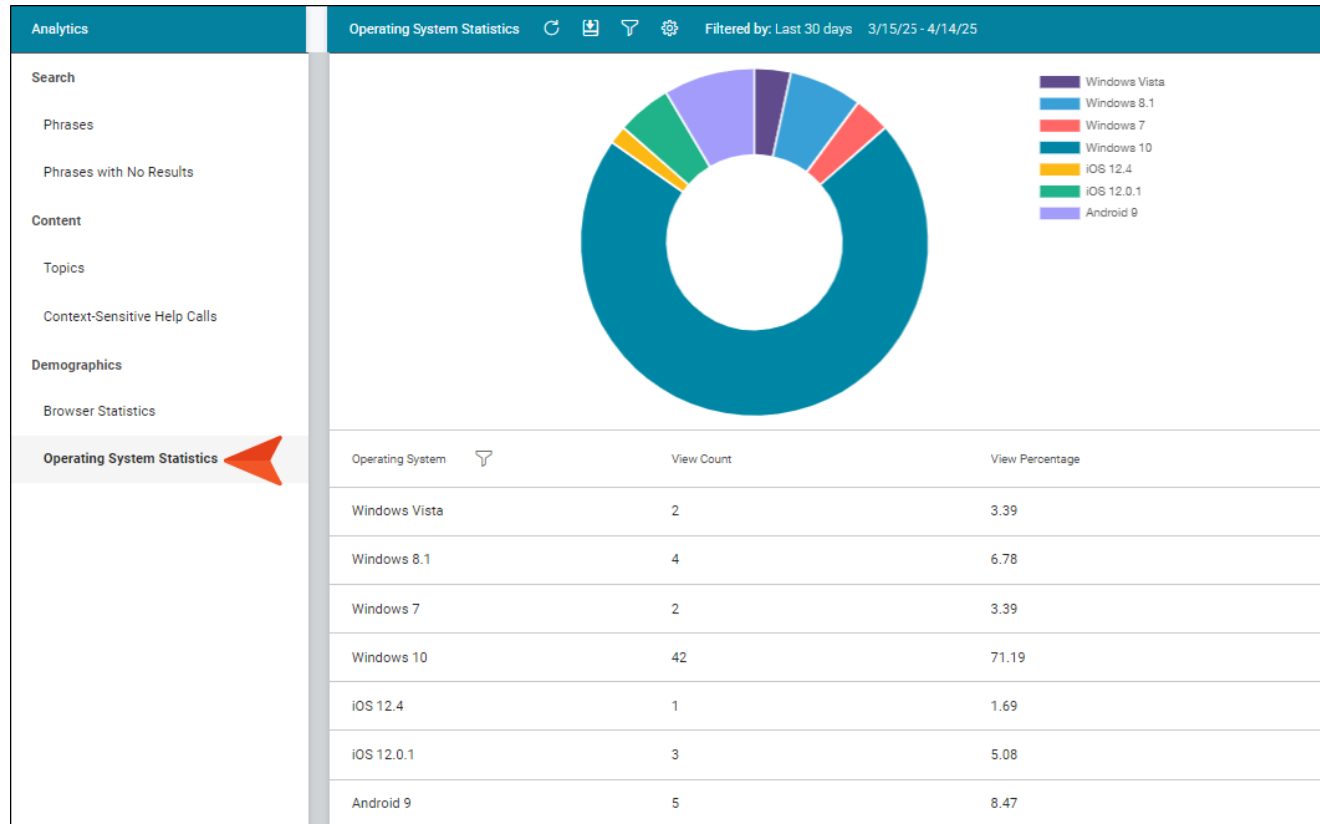 Analytics
Operating System Statistics Filtered by: Last 30 days 3/15/25 - 4/14/25
Search
Phrases
Phrases with No Results
Content
Topics
Context-Sensitive Help Calls
Demographics
Browser Statistics
Operating System Statistics
Windows Vista
Windows 8.1
Windows 7
Windows 10
iOS 12.4
iOS 12.0.1
Android 9
Operating System View Count View Percentage
Windows Vista 2 3.39
Windows 8.1 4 6.78
Windows 7 2 3.39
Windows 10 42 71.19
iOS 12.4 1 1.69
iOS 12.0.1 3 5.08
Android 9 5 8.47